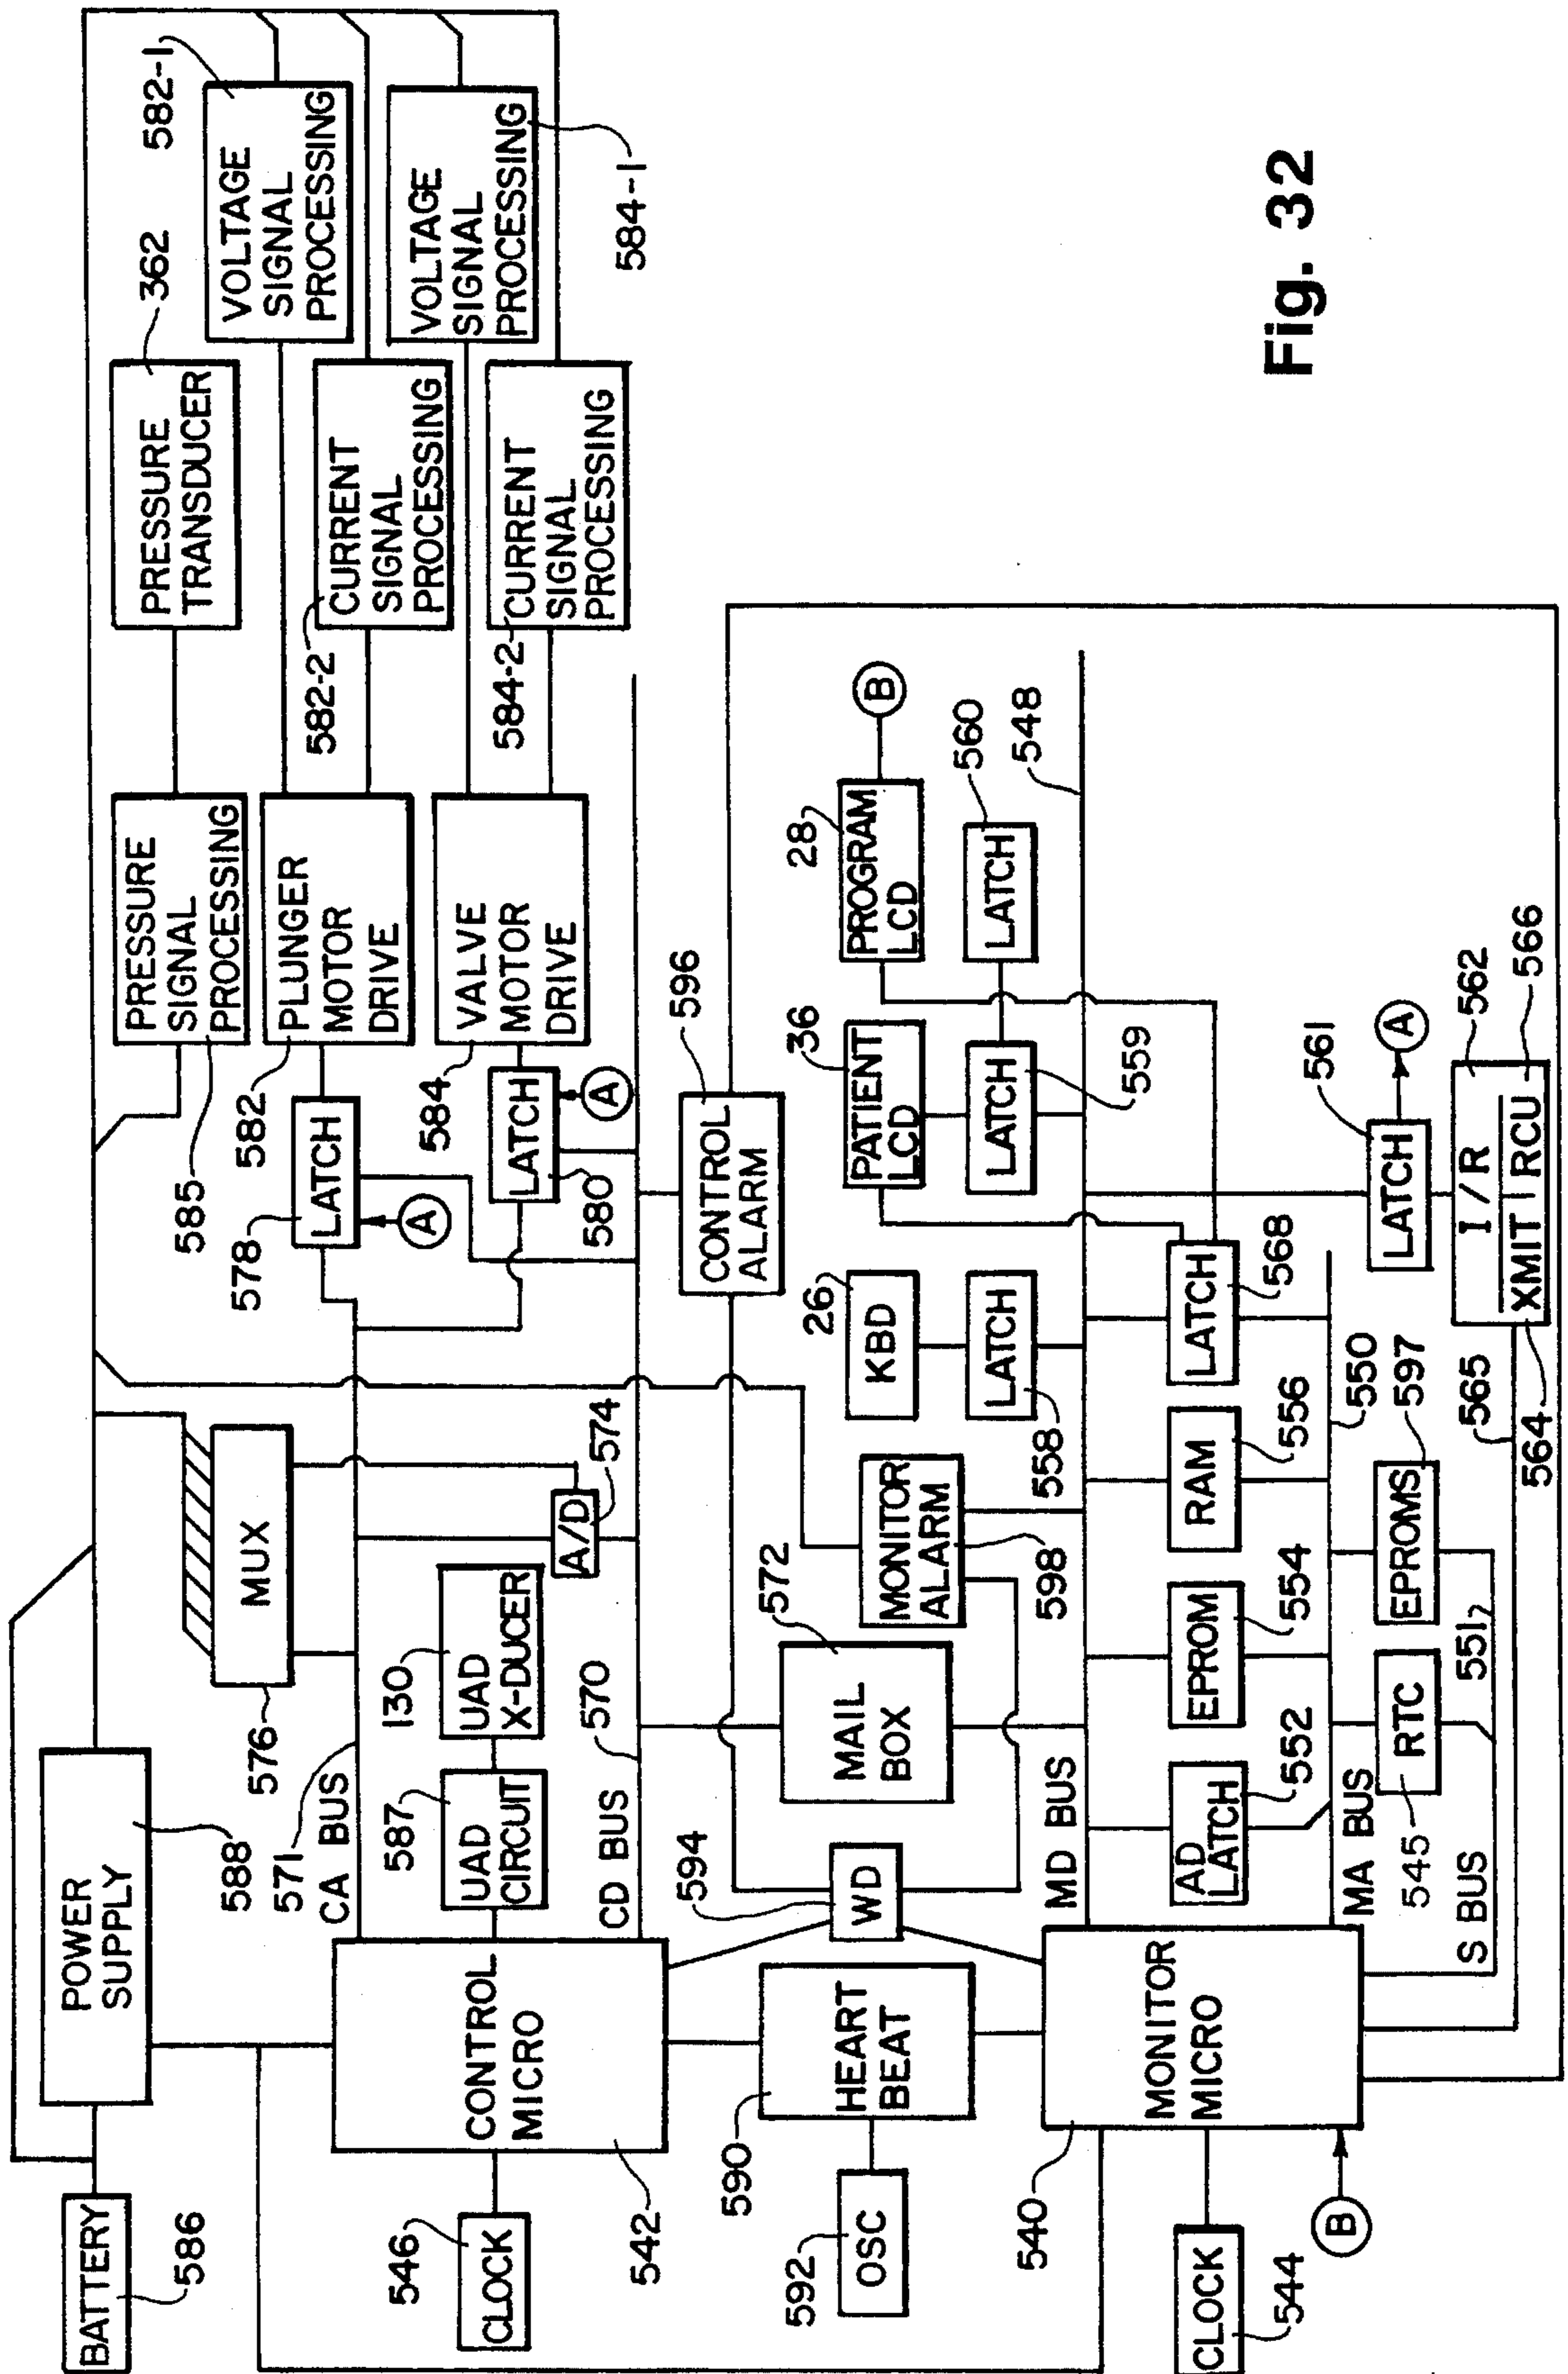 BATTERY
586
POWER
SUPPLY
588
582-1
VOLTAGE
SIGNAL
PROCESSING
362
PRESSURE
TRANSDUCER
PRESSURE
SIGNAL
PROCESSING
585
582-2
CURRENT
SIGNAL
PROCESSING
VOLTAGE
SIGNAL
PROCESSING
584-1
PLUNGER
MOTOR
DRIVE
582
584-2
CURRENT
SIGNAL
PROCESSING
VALVE
MOTOR
DRIVE
584
LATCH
578
A
LATCH
580
A
MUX
576
571
CA BUS
130
UAD
X-DUCER
587
UAD
CIRCUIT
A/D
574
CD BUS
570
CONTROL
MICRO
542
546
CLOCK
CONTROL
ALARM
596
594
WD
572
MAIL
BOX
MONITOR
ALARM
598
26
KBD
LATCH
558
36
PATIENT
LCD
LATCH
559
28
PROGRAM
LCD
B
LATCH
560
548
HEART
BEAT
590
592
OSC
MD BUS
MONITOR
MICRO
540
CLOCK
544
B
AD
LATCH
552
EPROM
554
RAM
556
LATCH
568
MA BUS
550
RTC
545
EPROMS
597
551
S BUS
565
LATCH
561
A
I/R
XMIT
RCU
562
564
566
Fig. 32